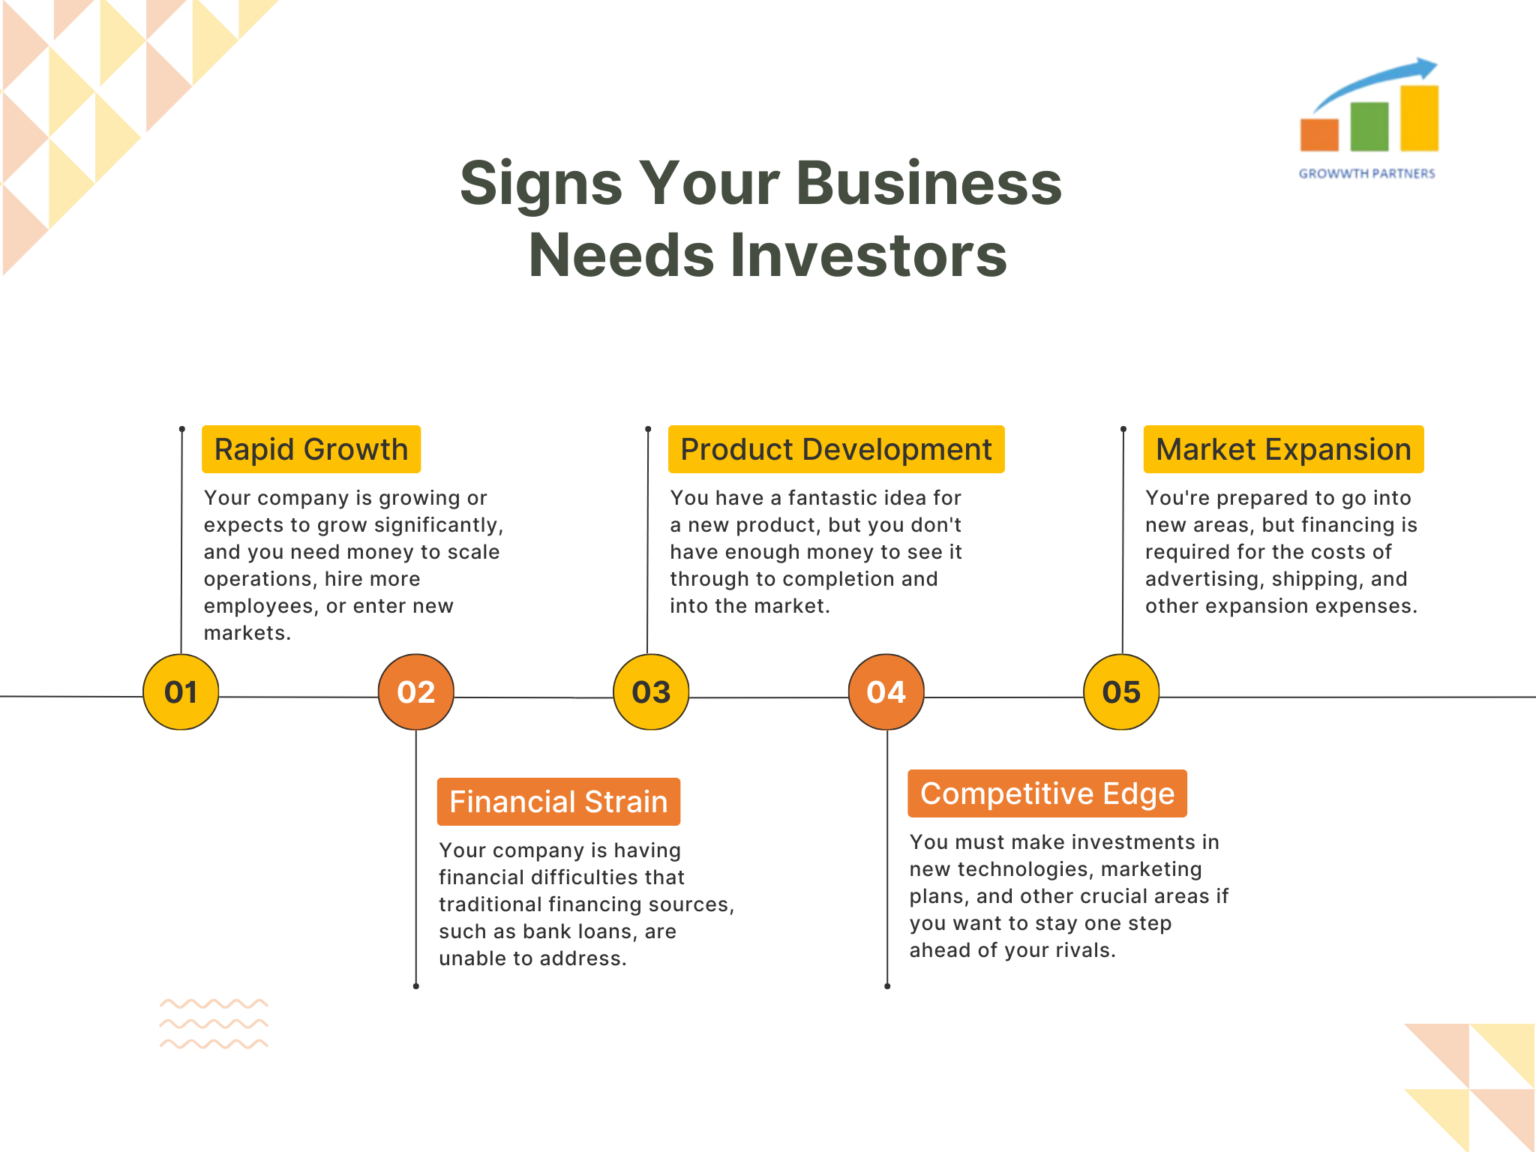 GROWWTH PARTNERS
Signs Your Business
Needs Investors
Rapid Growth
Your company is growing or
expects to grow significantly,
and you need money to scale
operations, hire more
employees, or enter new
markets.
Product Development
You have a fantastic idea for
a new product, but you don't
have enough money to see it
through to completion and
into the market.
Market Expansion
You're prepared to go into
new areas, but financing is
required for the costs of
advertising, shipping, and
other expansion expenses.
01
02
03
04
05
Financial Strain
Your company is having
financial difficulties that
traditional financing sources,
such as bank loans, are
unable to address.
Competitive Edge
You must make investments in
new technologies, marketing
plans, and other crucial areas if
you want to stay one step
ahead of your rivals.